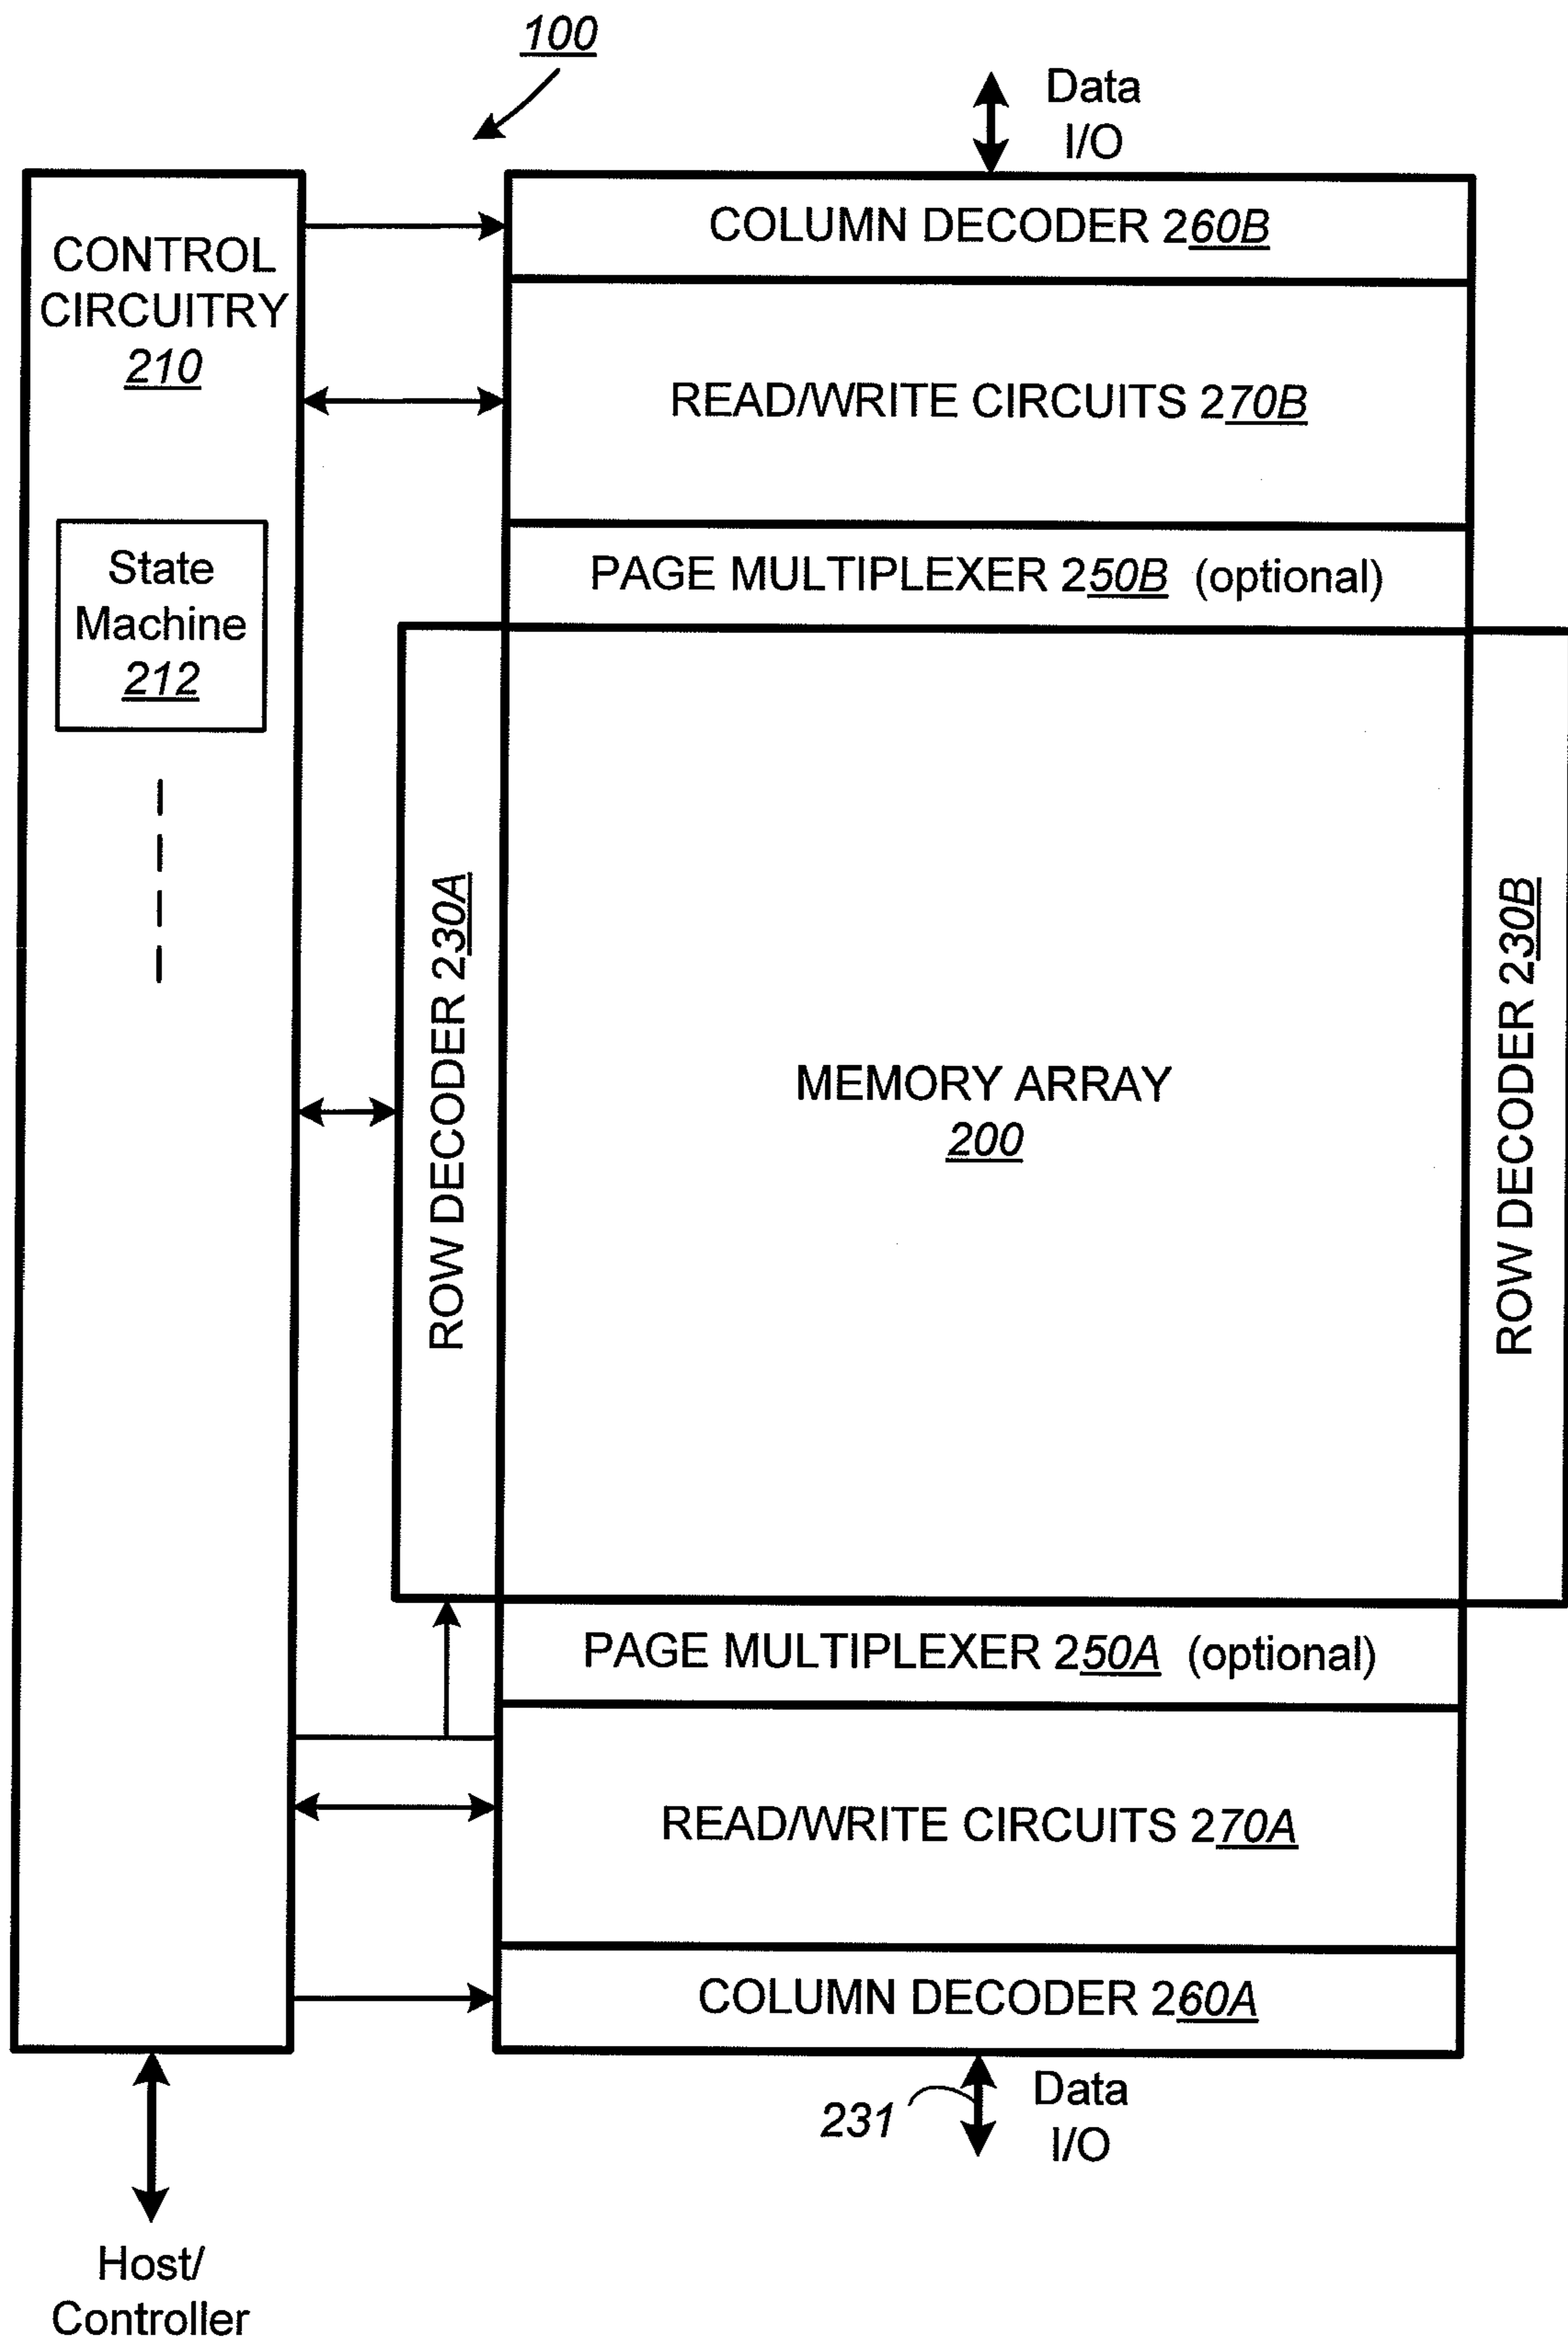 100
Data
I/O
COLUMN DECODER 260B
CONTROL
CIRCUITRY
210
READ/WRITE CIRCUITS 270B
State
Machine
212
PAGE MULTIPLEXER 250B (optional)
ROW DECODER 230A
MEMORY ARRAY
200
ROW DECODER 230B
PAGE MULTIPLEXER 250A (optional)
READ/WRITE CIRCUITS 270A
COLUMN DECODER 260A
231
Data
I/O
Host/
Controller